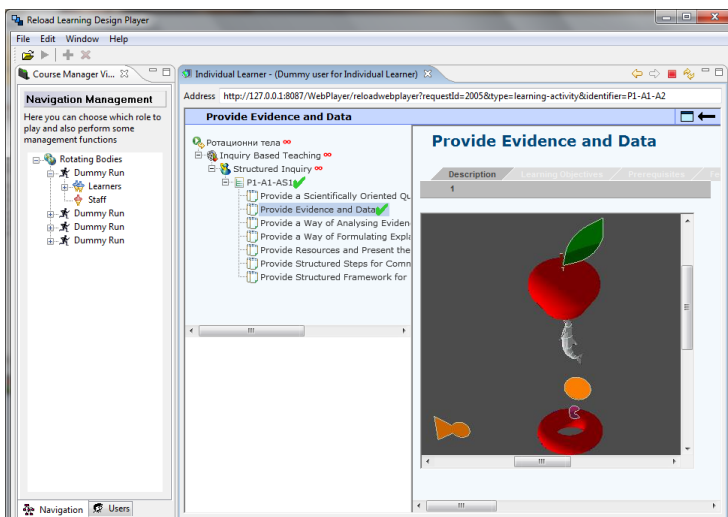 Reload Learning Design Player
File Edit Window Help
Course Manager Vi...
Navigation Management
Here you can choose which role to
play and also perform some
management functions
Rotating Bodies
Dummy Run
Learners
Staff
Dummy Run
Dummy Run
Dummy Run
Navigation Users
Individual Learner - (Dummy user for Individual Learner)
Address http://127.0.0.1:8087/WebPlayer/reloadwebplayer?requestId=2005&type=learning-activity&identifier=P1-A1-A2
Provide Evidence and Data
Ротационни тела
Inquiry Based Teaching
Structured Inquiry
P1-A1-AS1
Provide a Scientifically Oriented Qu
Provide Evidence and Data
Provide a Way of Analysing Eviden
Provide a Way of Formulating Expla
Provide Resources and Present the
Provide Structured Steps for Comm
Provide Structured Framework for
Provide Evidence and Data
Description Learning Objectives Prerequisites Fe
1